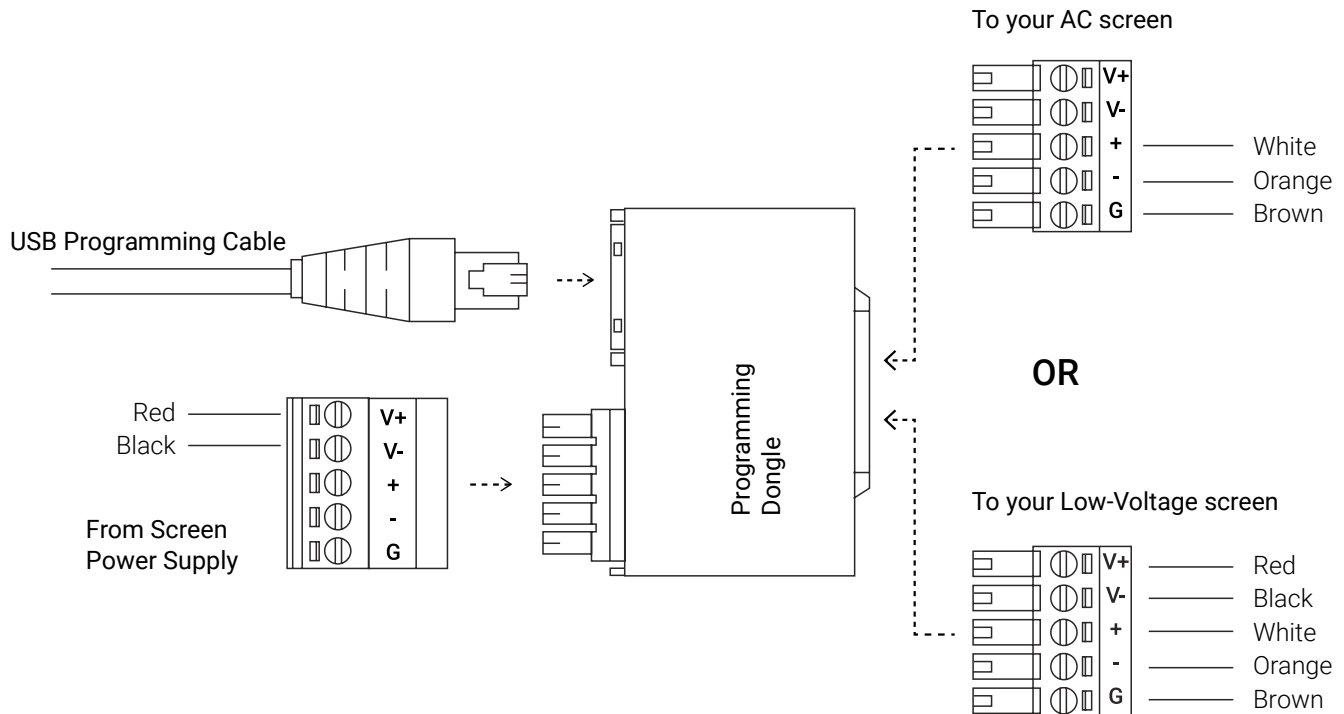 To your AC screen
V+
V-
+
-
G
White
Orange
Brown
USB Programming Cable
Red
Black
V+
V-
+
-
G
From Screen
Power Supply
Programming
Dongle
OR
To your Low-Voltage screen
V+
V-
+
-
G
Red
Black
White
Orange
Brown